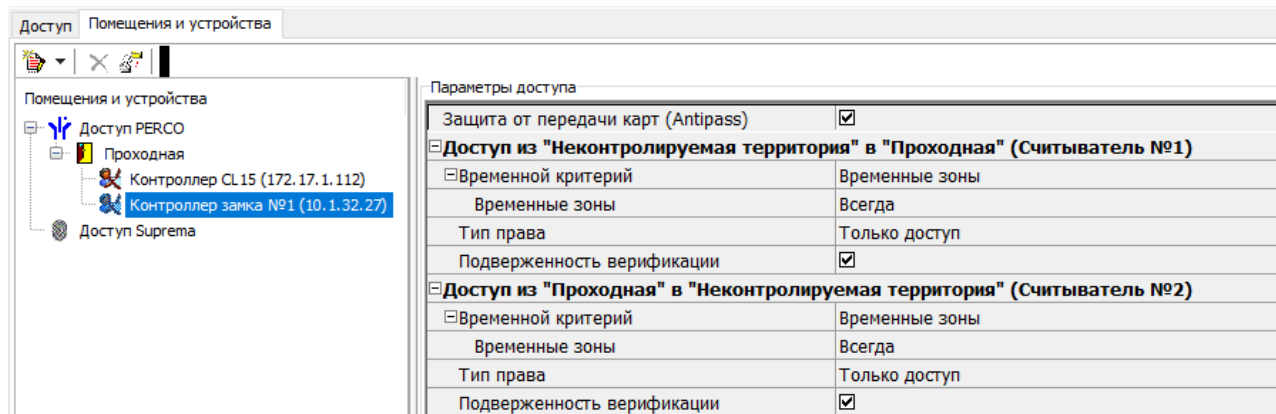 Доступ Помещения и устройства
Помещения и устройства
Доступ PERCO
Проходная
Контроллер CL15 (172.17.1.112)
Контроллер замка №1 (10.1.32.27)
Доступ Suprema
Параметры доступа
Защита от передачи карт (Antipass)
Доступ из "Неконтролируемая территория" в "Проходная" (Считыватель №1)
Временной критерий Временные зоны
Временные зоны Всегда
Тип права Только доступ
Подверженность верификации
Доступ из "Проходная" в "Неконтролируемая территория" (Считыватель №2)
Временной критерий Временные зоны
Временные зоны Всегда
Тип права Только доступ
Подверженность верификации